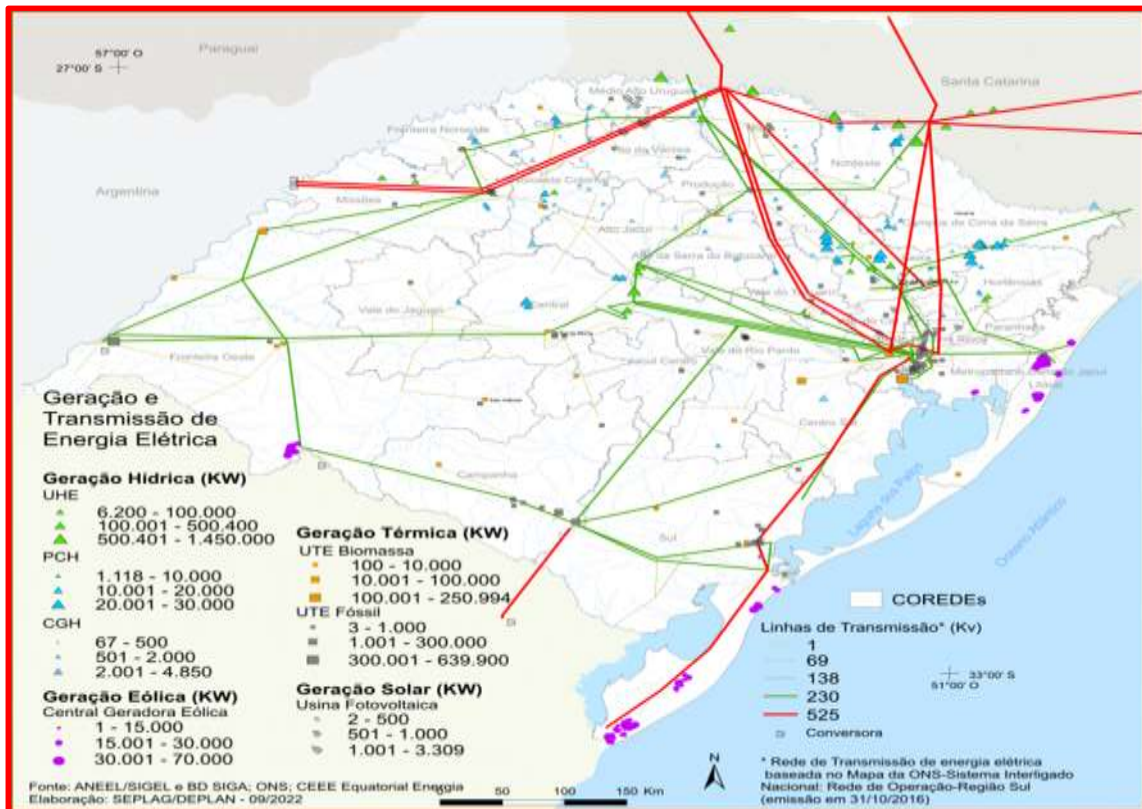 Paraguai
57°00' O
27°00' S
Santa Catarina
Médio Alto Uruguai
Fronteira Noroeste
Nordeste
Argentina
Missões
Produção
Campos de Cima da Serra
Alto Jacuí
Alto da Serra do Botucaraí
Hortênsias
Central
Vale do Jaguari
Paranhana
Fronteira Oeste
Jacuí Centro
Vale do Rio Pardo
Litoral
Centro Sul
Campanha
Sul
Lagoa dos Patos
Oceano Atlântico
Geração e
Transmissão de
Energia Elétrica
Geração Hídrica (KW)
UHE
6.200 - 100.000
100.001 - 500.400
500.401 - 1.450.000
PCH
1.118 - 10.000
10.001 - 20.000
20.001 - 30.000
CGH
67 - 500
501 - 2.000
2.001 - 4.850
Geração Eólica (KW)
Central Geradora Eólica
1 - 15.000
15.001 - 30.000
30.001 - 70.000
Geração Térmica (KW)
UTE Biomassa
100 - 10.000
10.001 - 100.000
100.001 - 250.994
UTE Fóssil
3 - 1.000
1.001 - 300.000
300.001 - 639.900
Geração Solar (KW)
Usina Fotovoltaica
2 - 500
501 - 1.000
1.001 - 3.309
COREDEs
Linhas de Transmissão* (Kv)
1
69
138
230
525
Conversora
33°00' S
51°00' O
* Rede de Transmissão de energia elétrica
baseada no Mapa da ONS-Sistema Interligado
Nacional: Rede de Operação-Região Sul
(emissão em 31/10/2016)
N
0 50 100 150 Km
Fonte: ANEEL/SIGEL e BD SIGA; ONS; CEEE Equatorial Energia
Elaboração: SEPLAG/DEPLAN - 09/2022